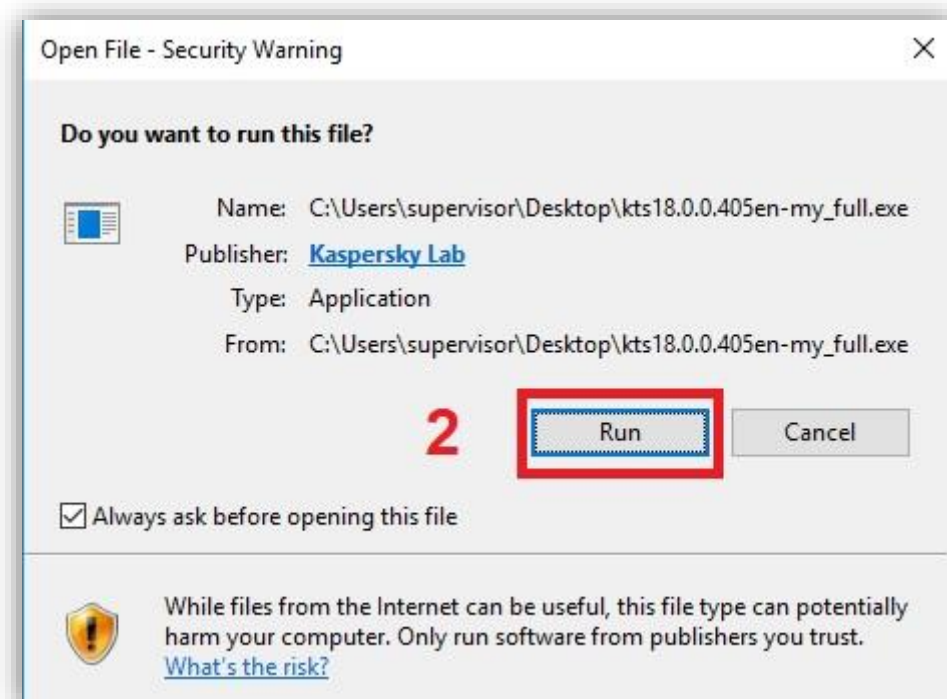 Open File - Security Warning
Do you want to run this file?
Name: C:\Users\supervisor\Desktop\kts18.0.0.405en-my_full.exe
Publisher: Kaspersky Lab
Type: Application
From: C:\Users\supervisor\Desktop\kts18.0.0.405en-my_full.exe
2 Run Cancel
Always ask before opening this file
While files from the Internet can be useful, this file type can potentially
harm your computer. Only run software from publishers you trust.
What's the risk?